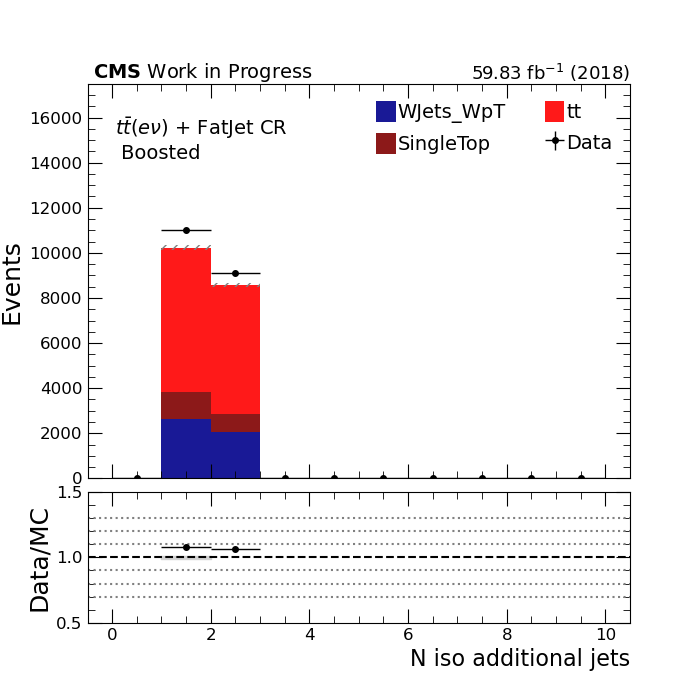 CMS Work in Progress 59.83 fb⁻¹ (2018)
tt̄(eν) + FatJet CR
Boosted
WJets_WpT tt
SingleTop Data
Events
16000
14000
12000
10000
8000
6000
4000
2000
0
Data/MC
1.5
1.0
0.5
0 2 4 6 8 10
N iso additional jets